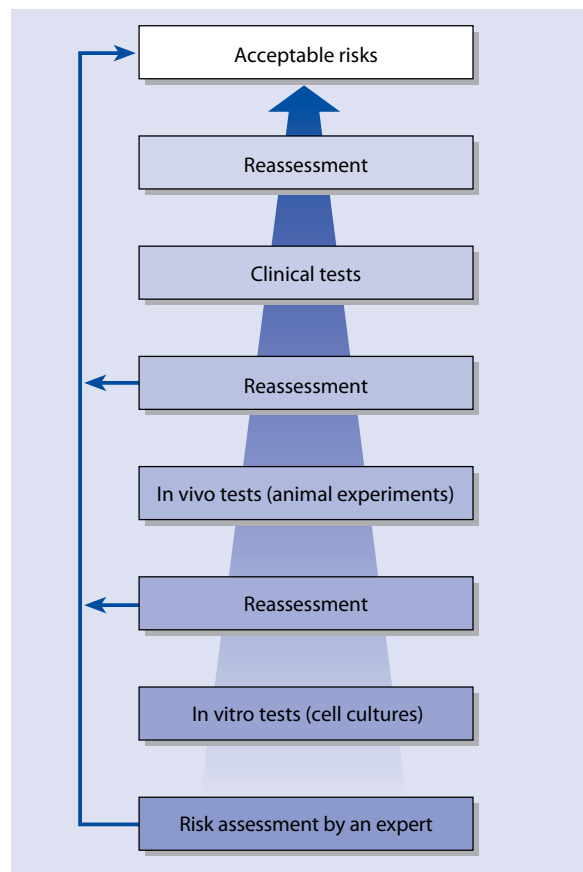 Acceptable risks
Reassessment
Clinical tests
Reassessment
In vivo tests (animal experiments)
Reassessment
In vitro tests (cell cultures)
Risk assessment by an expert